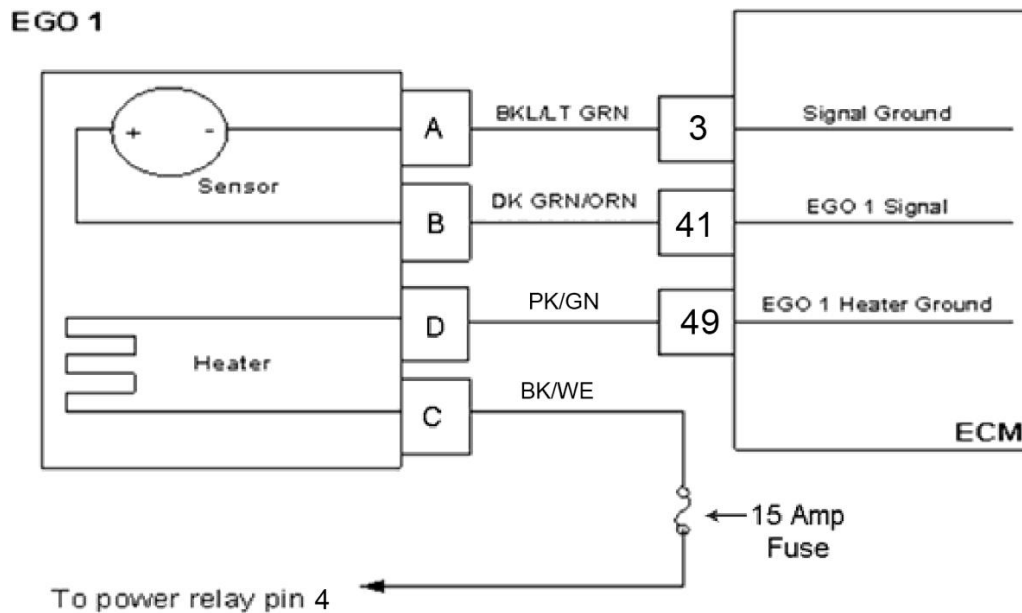 EGO 1
+ -
Sensor
A
BKL/LT GRN
3
Signal Ground
B
DK GRN/ORN
41
EGO 1 Signal
D
PK/GN
49
EGO 1 Heater Ground
Heater
C
BK/WE
ECM
15 Amp
Fuse
To power relay pin 4